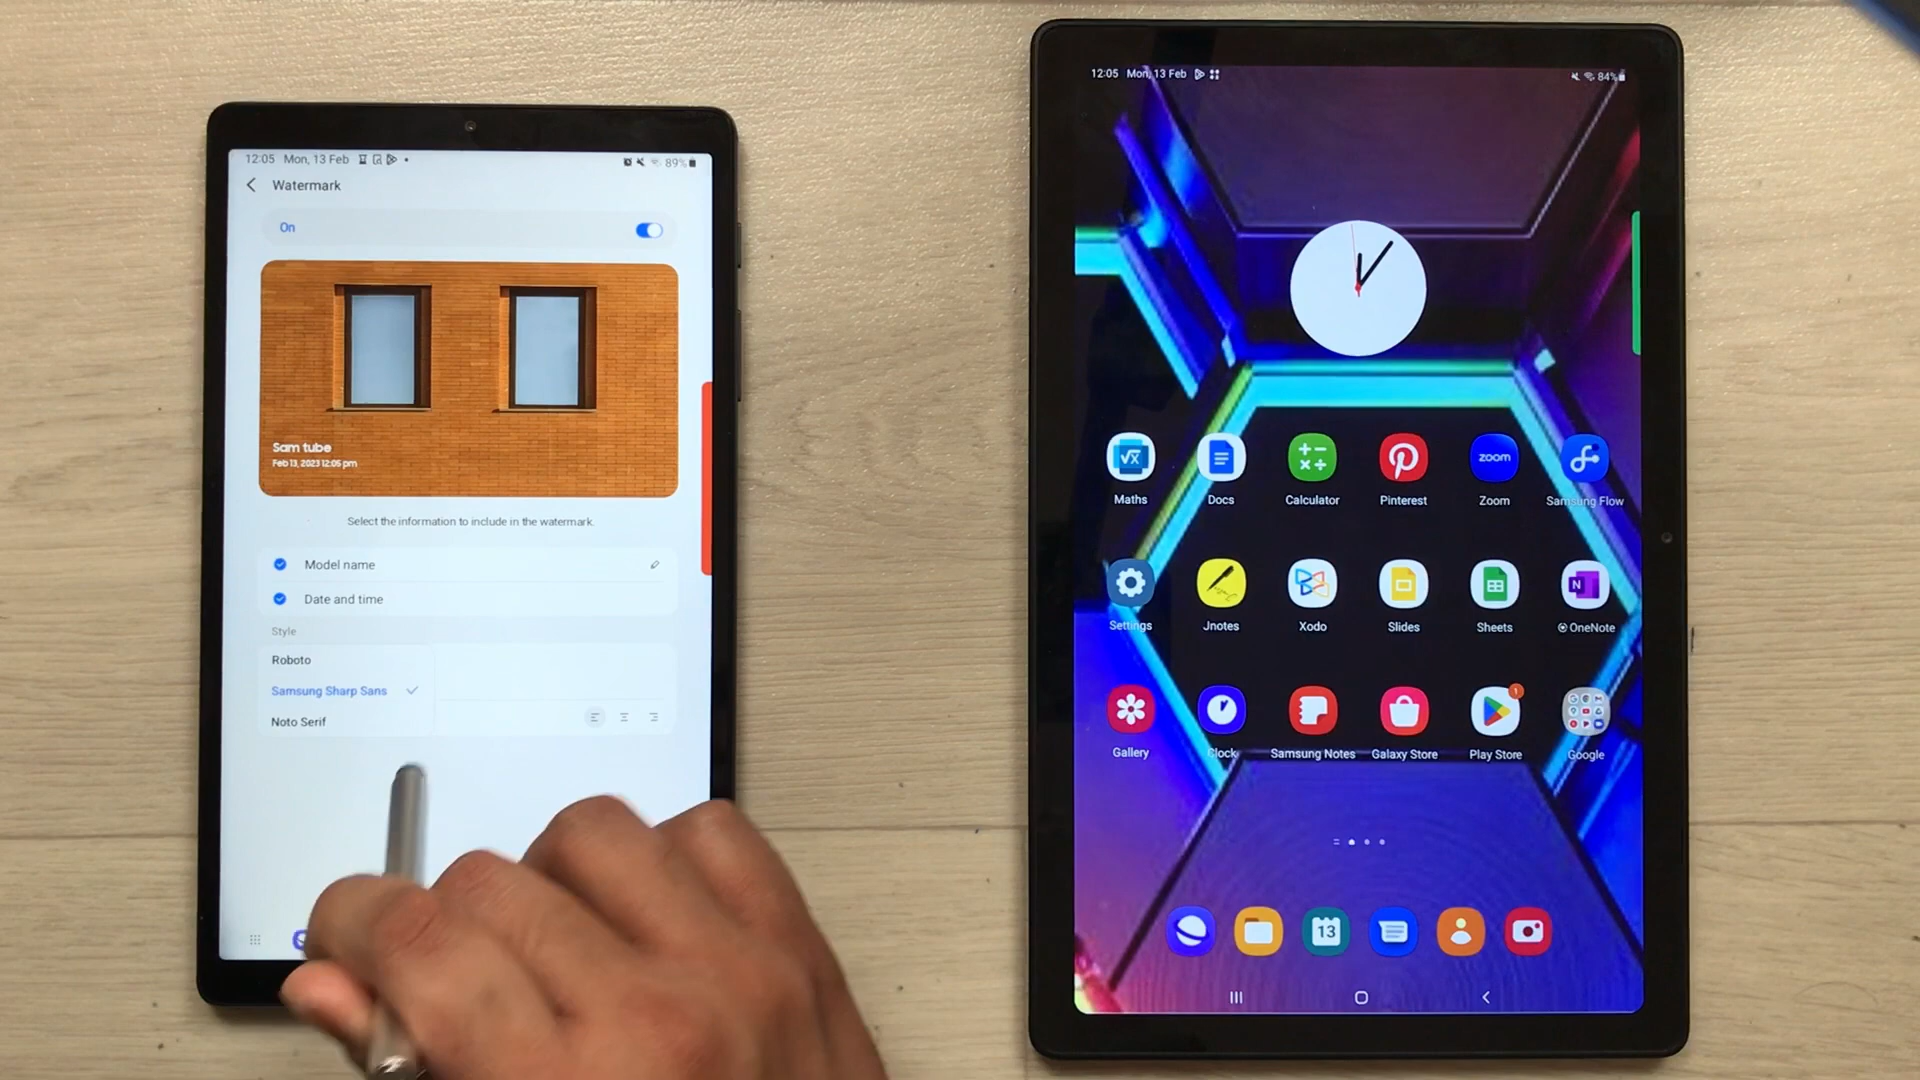 12:05 Mon, 13 Feb
89%
Watermark
On
Sam tube
Feb 13, 2023 12:05 pm
Select the information to include in the watermark.
Model name
Date and time
Style
Roboto
Samsung Sharp Sans
Noto Serif
12:05 Mon, 13 Feb
84%
Maths
Docs
Calculator
Pinterest
zoom
Zoom
Samsung Flow
Settings
Jnotes
Xodo
Slides
Sheets
N
OneNote
Gallery
Clock
Samsung Notes
Galaxy Store
1
Play Store
Google
13